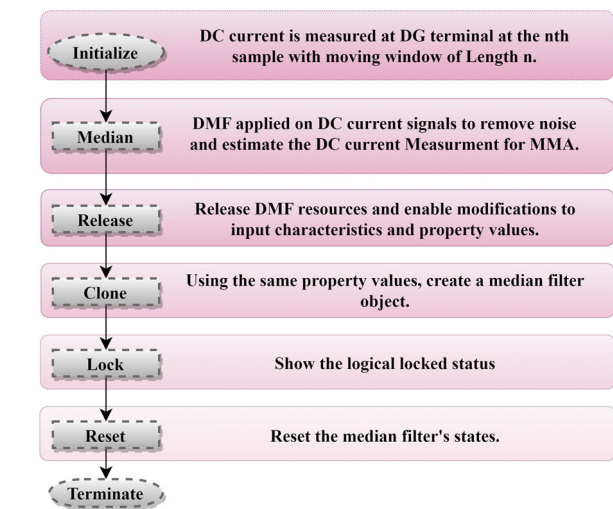 Initialize
DC current is measured at DG terminal at the nth
sample with moving window of Length n.
Median
DMF applied on DC current signals to remove noise
and estimate the DC current Measurment for MMA.
Release
Release DMF resources and enable modifications to
input characteristics and property values.
Clone
Using the same property values, create a median filter
object.
Lock
Show the logical locked status
Reset
Reset the median filter's states.
Terminate